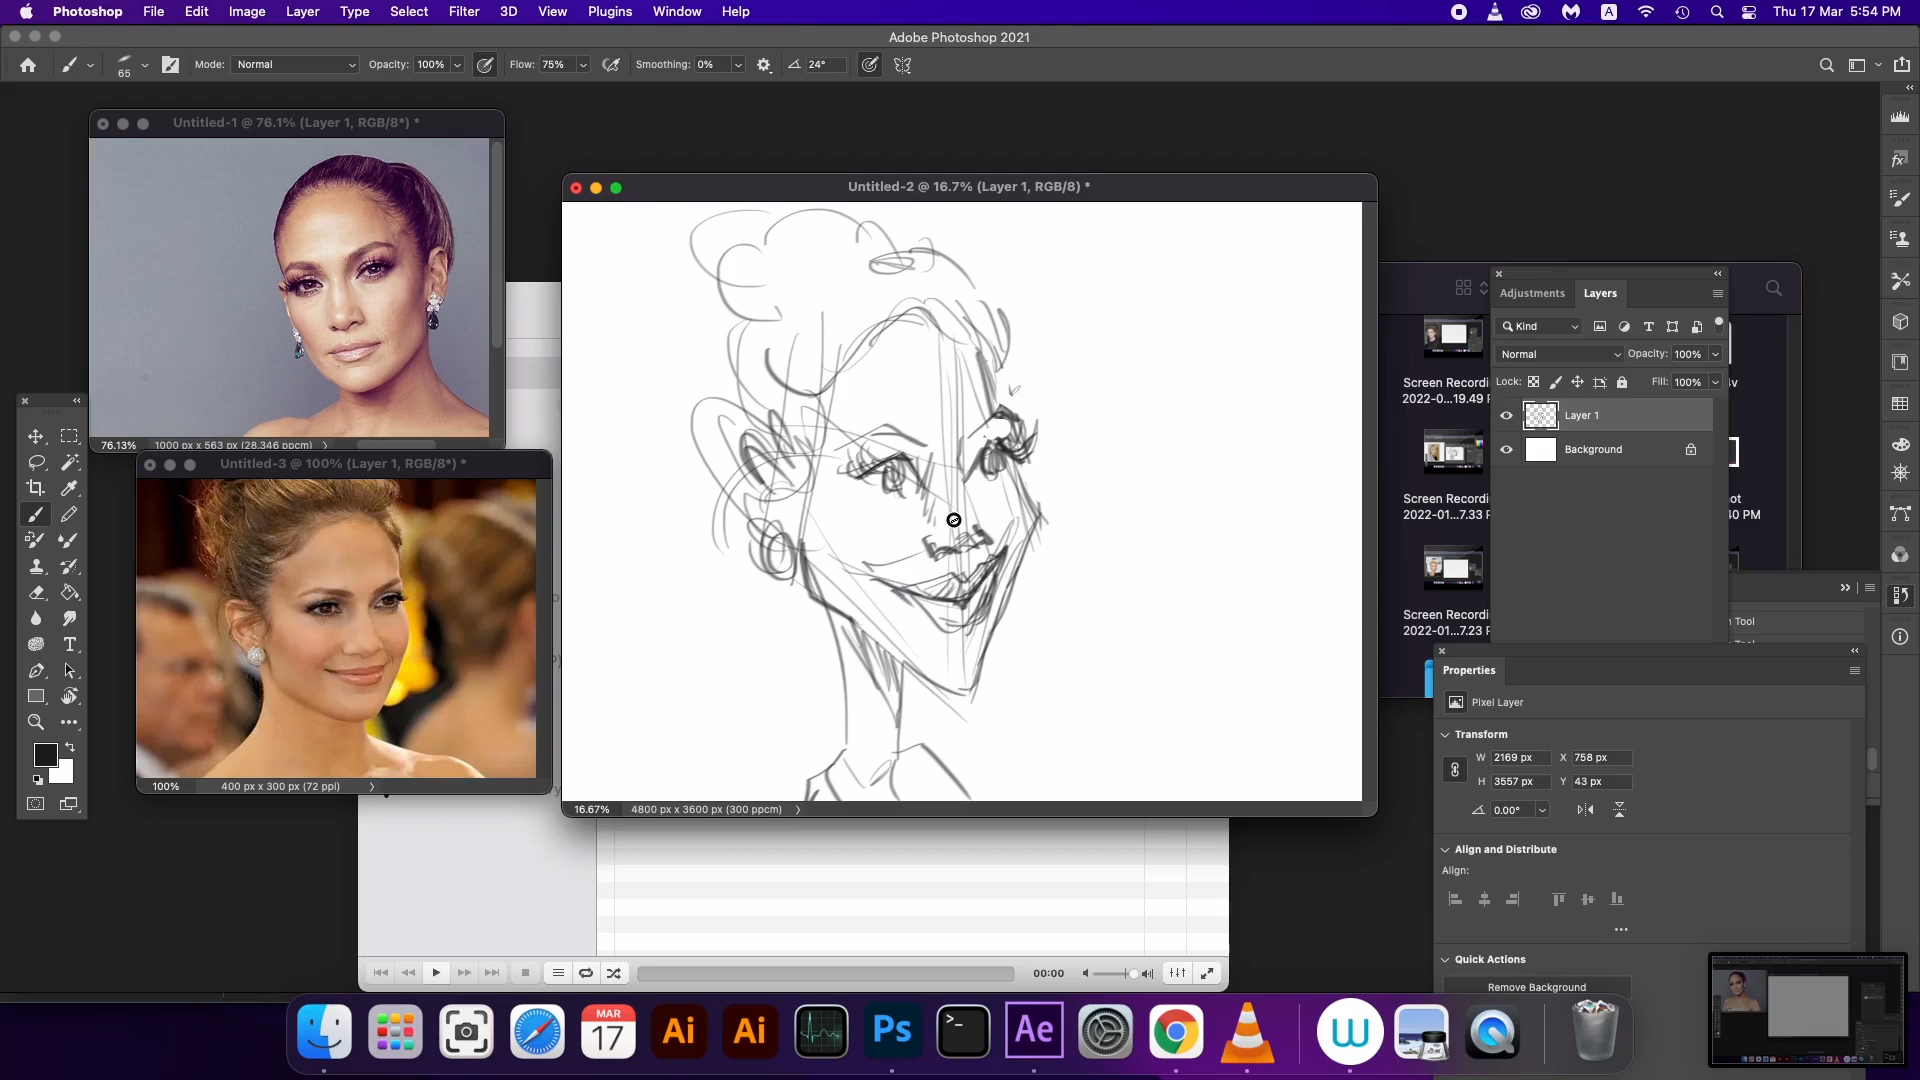 Photoshop File Edit Image Layer Type Select Filter 3D View Plugins Window Help
A
Thu 17 Mar 5:54 PM
Adobe Photoshop 2021
65
Mode: Normal
Opacity: 100%
Flow: 75%
Smoothing: 0%
24°
Untitled-1 @ 76.1% (Layer 1, RGB/8*) *
76.13% 1000 px x 563 px (28.346 ppcm)
Untitled-3 @ 100% (Layer 1, RGB/8*) *
100% 400 px x 300 px (72 ppi)
Untitled-2 @ 16.7% (Layer 1, RGB/8) *
16.67% 4800 px x 3600 px (300 ppcm)
Adjustments Layers
Kind
Normal
Opacity: 100%
Lock:
Fill: 100%
Layer 1
Background
Screen Recordi
2022-0...19.49 F
Screen Recordi
2022-01...7.33 F
Screen Recordi
2022-01...7.23 F
ot
40 PM
Tool
Properties
Pixel Layer
Transform
W 2169 px X 758 px
H 3557 px Y 43 px
0.00°
Align and Distribute
Align:
Quick Actions
Remove Background
00:00
MAR
17
Ai
Ai
Ps
Ae
W